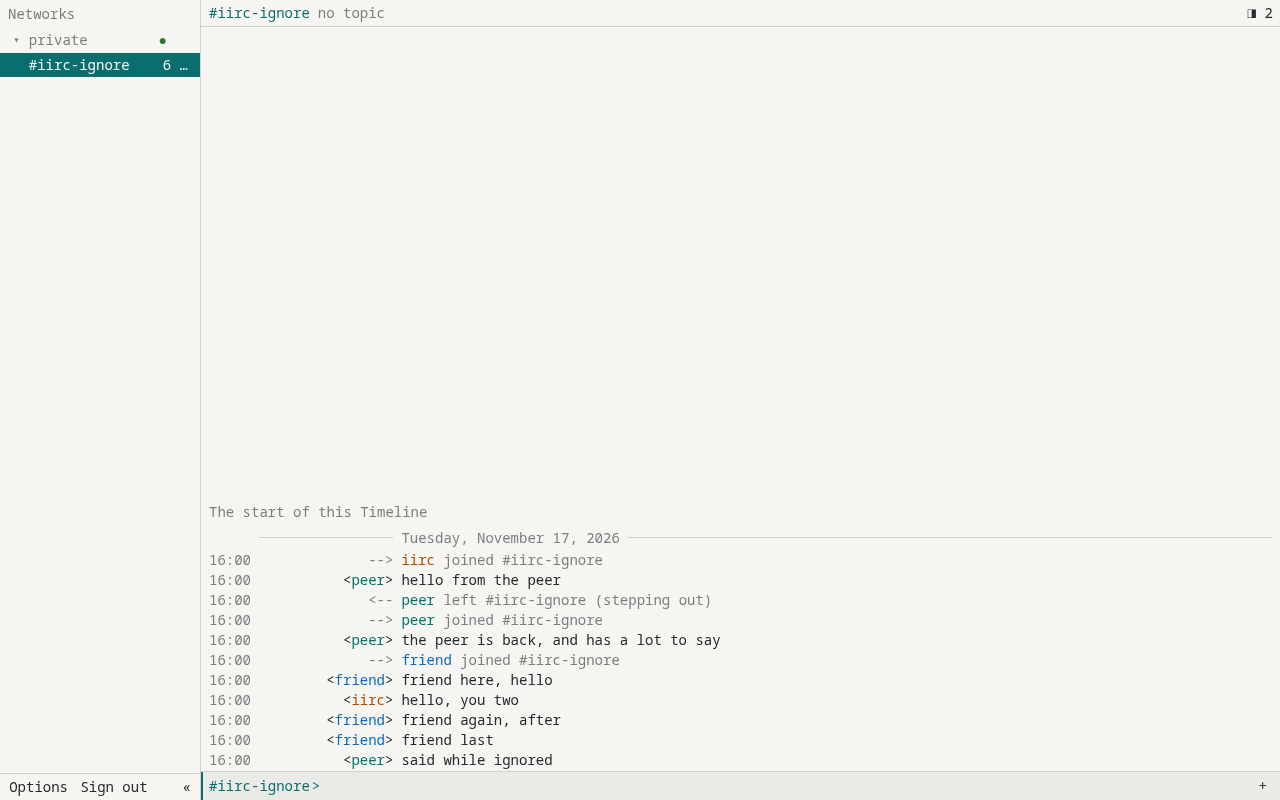 Networks
▾ private ●
#iirc-ignore 6 …
Options Sign out «
#iirc-ignore no topic ◨ 2
The start of this Timeline
Tuesday, November 17, 2026
16:00 --> iirc joined #iirc-ignore
16:00 <peer> hello from the peer
16:00 <-- peer left #iirc-ignore (stepping out)
16:00 --> peer joined #iirc-ignore
16:00 <peer> the peer is back, and has a lot to say
16:00 --> friend joined #iirc-ignore
16:00 <friend> friend here, hello
16:00 <iirc> hello, you two
16:00 <friend> friend again, after
16:00 <friend> friend last
16:00 <peer> said while ignored
#iirc-ignore> +